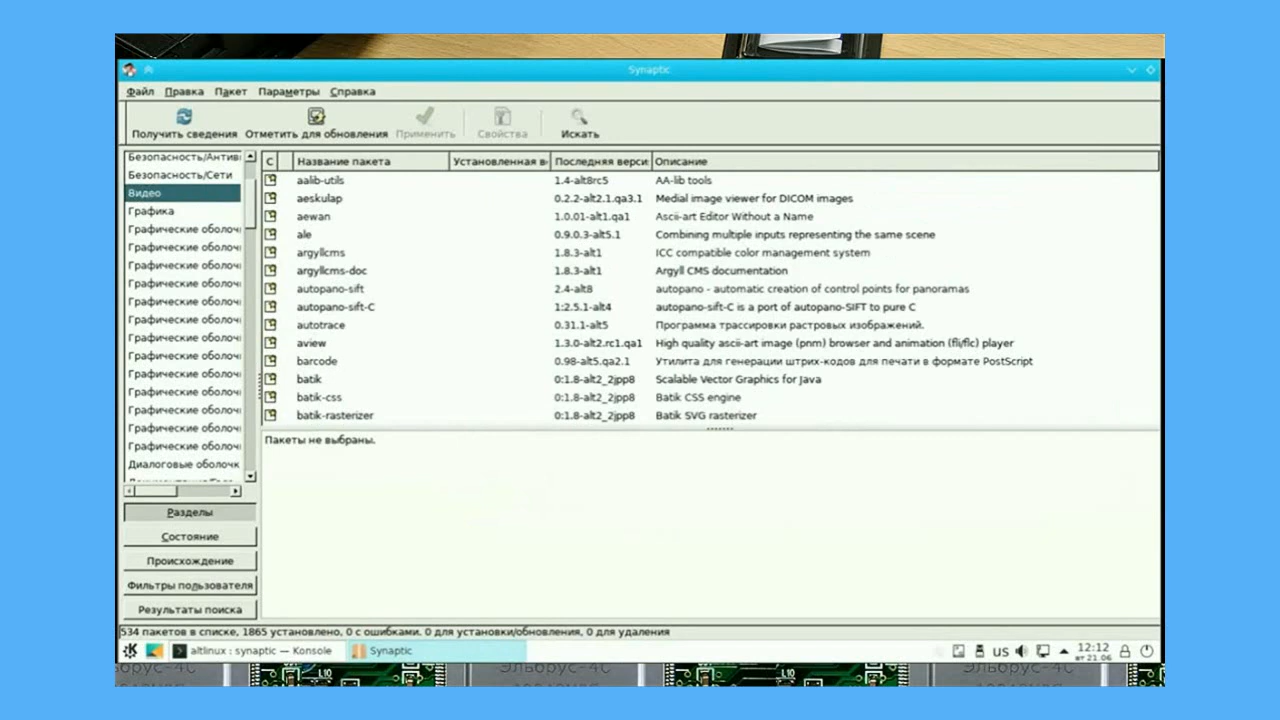 Synaptic
Файл Правка Пакет Параметры Справка
Получить сведения Отметить для обновления Применить Свойства Искать
Безопасность/Антиви
Безопасность/Сети
Видео
Графика
Графические оболоч
Графические оболоч
Графические оболоч
Графические оболоч
Графические оболоч
Графические оболоч
Графические оболоч
Графические оболоч
Графические оболоч
Графические оболоч
Графические оболоч
Графические оболоч
Графические оболоч
Диалоговые оболочк
С Название пакета Установленная в Последняя верси Описание
aalib-utils 1.4-alt8rc5 AA-lib tools
aeskulap 0.2.2-alt2.1.qa3.1 Medial image viewer for DICOM images
aewan 1.0.01-alt1.qa1 Ascii-art Editor Without a Name
ale 0.9.0.3-alt5.1 Combining multiple inputs representing the same scene
argyllcms 1.8.3-alt1 ICC compatible color management system
argyllcms-doc 1.8.3-alt1 Argyll CMS documentation
autopano-sift 2.4-alt8 autopano - automatic creation of control points for panoramas
autopano-sift-C 1:2.5.1-alt4 autopano-sift-C is a port of autopano-SIFT to pure C
autotrace 0.31.1-alt5 Программа трассировки растровых изображений.
aview 1.3.0-alt2.rc1.qa1 High quality ascii-art image (pnm) browser and animation (fli/flc) player
barcode 0.98-alt5.qa2.1 Утилита для генерации штрих-кодов для печати в формате PostScript
batik 0:1.8-alt2_2jpp8 Scalable Vector Graphics for Java
batik-css 0:1.8-alt2_2jpp8 Batik CSS engine
batik-rasterizer 0:1.8-alt2_2jpp8 Batik SVG rasterizer
Пакеты не выбраны.
Разделы
Состояние
Происхождение
Фильтры пользователя
Результаты поиска
534 пакетов в списке, 1865 установлено, 0 с ошибками. 0 для установки/обновления, 0 для удаления
altlinux : synaptic — Konsole Synaptic US 12:12
вт 21.06
Эльбрус-4С L10 Эльбрус-4С L10